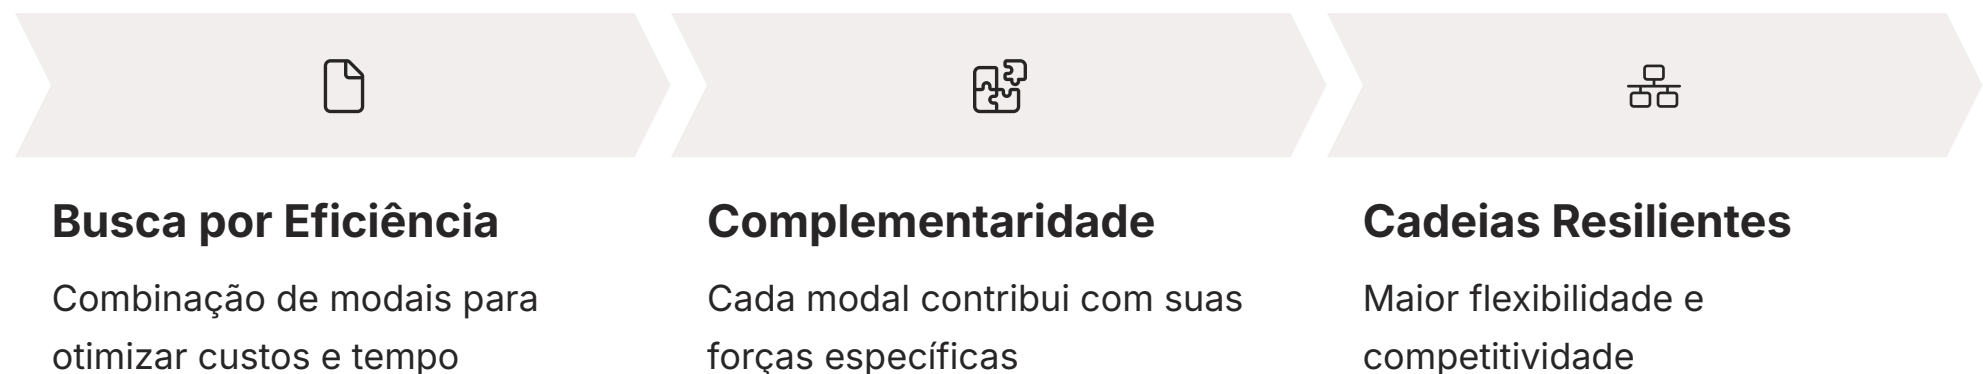 Busca por Eficiência
Combinação de modais para
otimizar custos e tempo
Complementaridade
Cada modal contribui com suas
forças específicas
Cadeias Resilientes
Maior flexibilidade e
competitividade